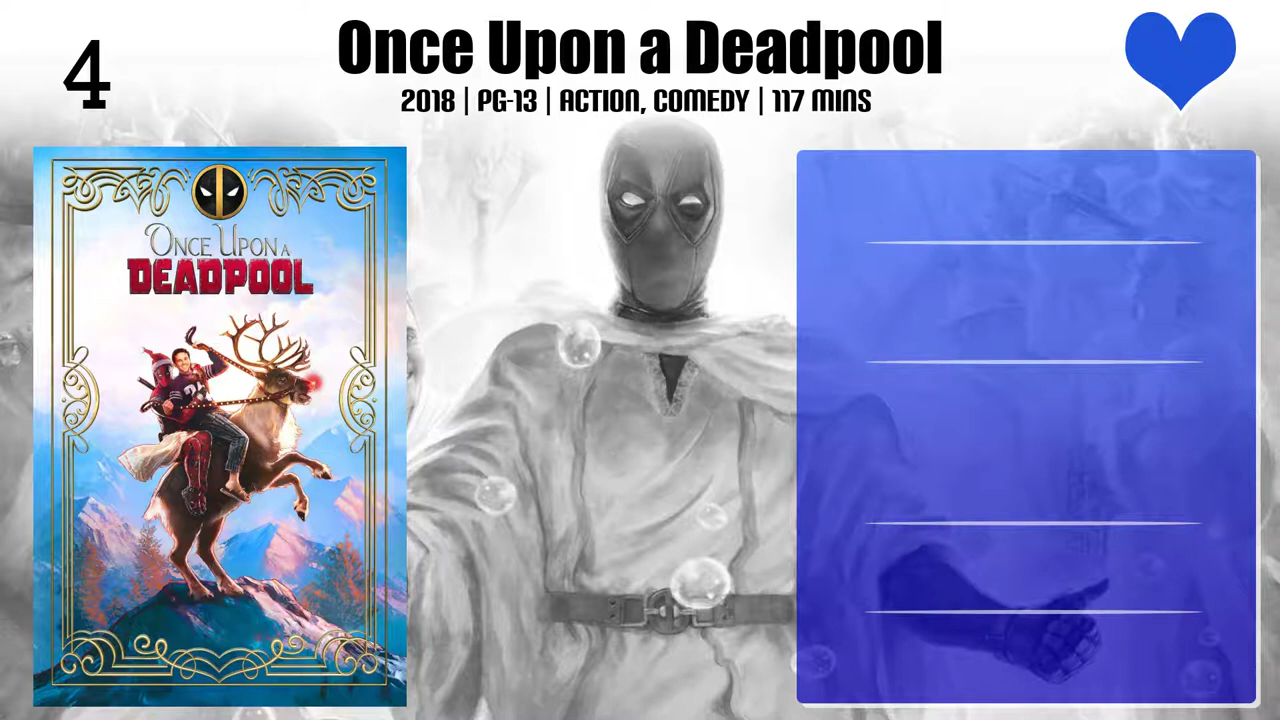 4
Once Upon a Deadpool
2018 | PG-13 | ACTION, COMEDY | 117 MINS
ONCE UPON A
DEADPOOL